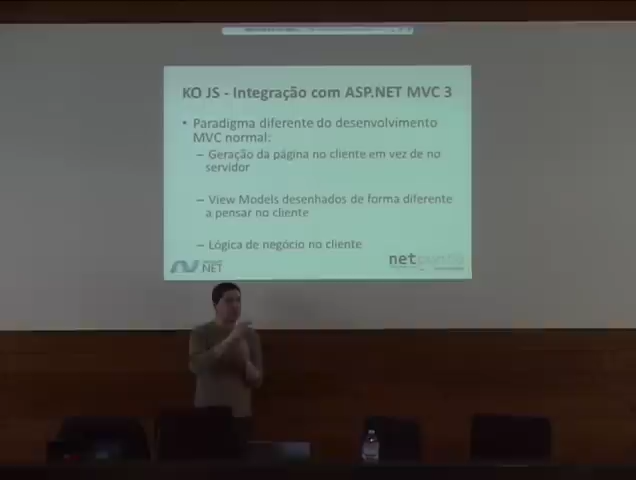 KO JS - Integração com ASP.NET MVC 3
• Paradigma diferente do desenvolvimento
MVC normal:
– Geração da página no cliente em vez de no
servidor
– View Models desenhados de forma diferente
a pensar no cliente
– Lógica de negócio no cliente
.NET
netponto